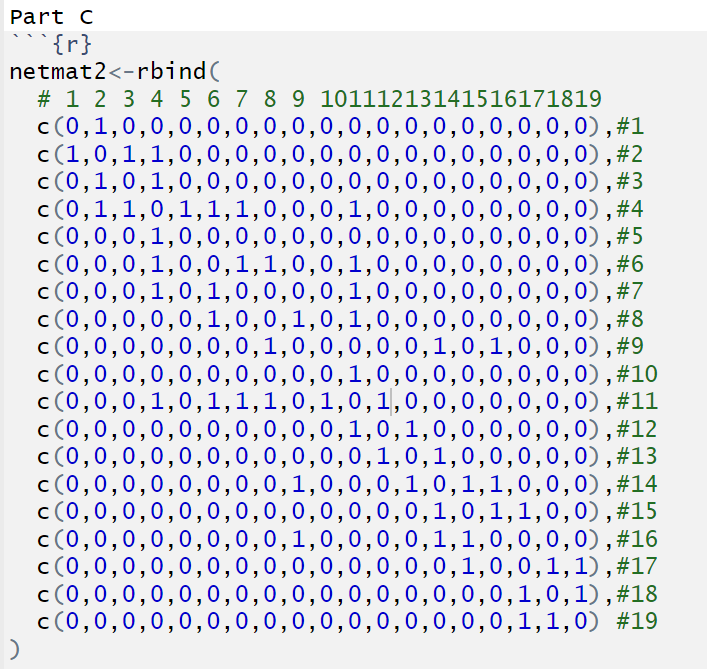 Part C
```{r}
netmat2<-rbind(
# 1 2 3 4 5 6 7 8 9 10111213141516171819
c(0,1,0,0,0,0,0,0,0,0,0,0,0,0,0,0,0,0,0),#1
c(1,0,1,1,0,0,0,0,0,0,0,0,0,0,0,0,0,0,0),#2
c(0,1,0,1,0,0,0,0,0,0,0,0,0,0,0,0,0,0,0),#3
c(0,1,1,0,1,1,1,0,0,0,1,0,0,0,0,0,0,0,0),#4
c(0,0,0,1,0,0,0,0,0,0,0,0,0,0,0,0,0,0,0),#5
c(0,0,0,1,0,0,1,1,0,0,1,0,0,0,0,0,0,0,0),#6
c(0,0,0,1,0,1,0,0,0,0,1,0,0,0,0,0,0,0,0),#7
c(0,0,0,0,0,1,0,0,1,0,1,0,0,0,0,0,0,0,0),#8
c(0,0,0,0,0,0,0,1,0,0,0,0,0,1,0,1,0,0,0),#9
c(0,0,0,0,0,0,0,0,0,0,1,0,0,0,0,0,0,0,0),#10
c(0,0,0,1,0,1,1,1,0,1,0,1,0,0,0,0,0,0,0),#11
c(0,0,0,0,0,0,0,0,0,0,1,0,1,0,0,0,0,0,0),#12
c(0,0,0,0,0,0,0,0,0,0,0,1,0,1,0,0,0,0,0),#13
c(0,0,0,0,0,0,0,0,1,0,0,0,1,0,1,1,0,0,0),#14
c(0,0,0,0,0,0,0,0,0,0,0,0,0,1,0,1,1,0,0),#15
c(0,0,0,0,0,0,0,0,1,0,0,0,0,1,1,0,0,0,0),#16
c(0,0,0,0,0,0,0,0,0,0,0,0,0,0,1,0,0,1,1),#17
c(0,0,0,0,0,0,0,0,0,0,0,0,0,0,0,0,1,0,1),#18
c(0,0,0,0,0,0,0,0,0,0,0,0,0,0,0,0,1,1,0) #19
)